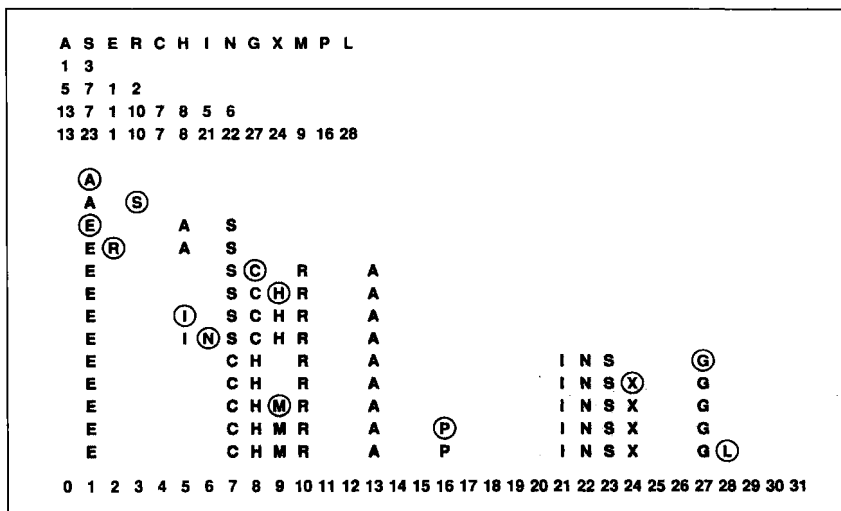 A S E R C H I N G X M P L
1 3
5 7 1 2
13 7 1 10 7 8 5 6
13 23 1 10 7 8 21 22 27 24 9 16 28
A
A S
E A S
E R A S
E S C R A
E S C H R A
E I S C H R A
E I N S C H R A
E C H R A I N S G
E C H R A I N S X G
E C H M R A I N S X G
E C H M R A P I N S X G
E C H M R A P I N S X G L
0 1 2 3 4 5 6 7 8 9 10 11 12 13 14 15 16 17 18 19 20 21 22 23 24 25 26 27 28 29 30 31